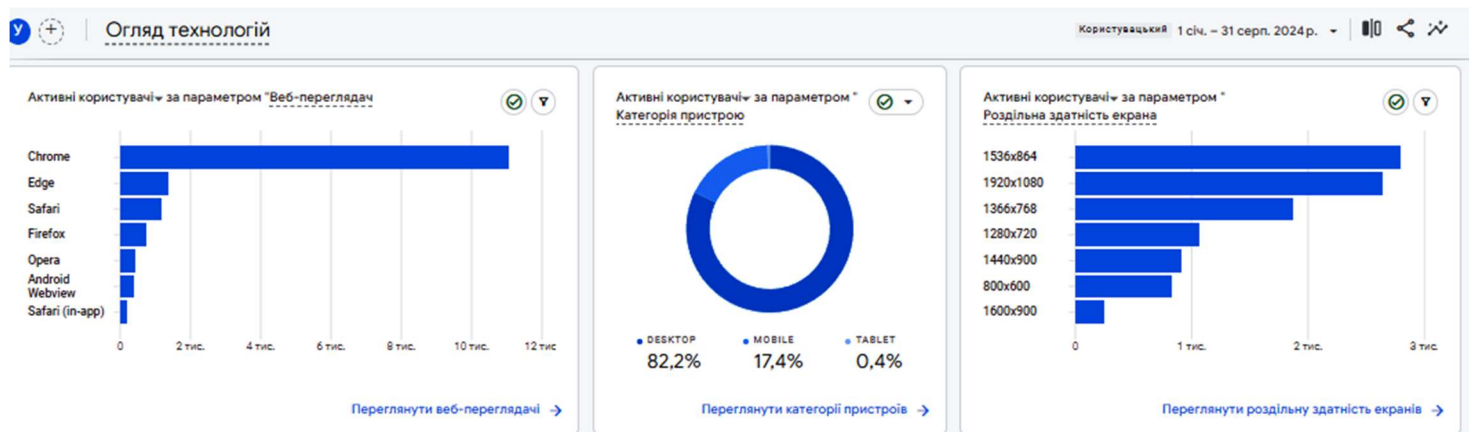 У
Огляд технологій
Користувацький 1 січ. – 31 серп. 2024 р.
Активні користувачі за параметром "Веб-переглядач
Chrome
Edge
Safari
Firefox
Opera
Android
Webview
Safari (in-app)
0 2 тис. 4 тис. 6 тис. 8 тис. 10 тис. 12 тис
Переглянути веб-переглядачі →
Активні користувачі за параметром "
Категорія пристрою
DESKTOP MOBILE TABLET
82,2% 17,4% 0,4%
Переглянути категорії пристроїв →
Активні користувачі за параметром "
Роздільна здатність екрана
1536x864
1920x1080
1366x768
1280x720
1440x900
800x600
1600x900
0 1 тис. 2 тис. 3 тис.
Переглянути роздільну здатність екранів →